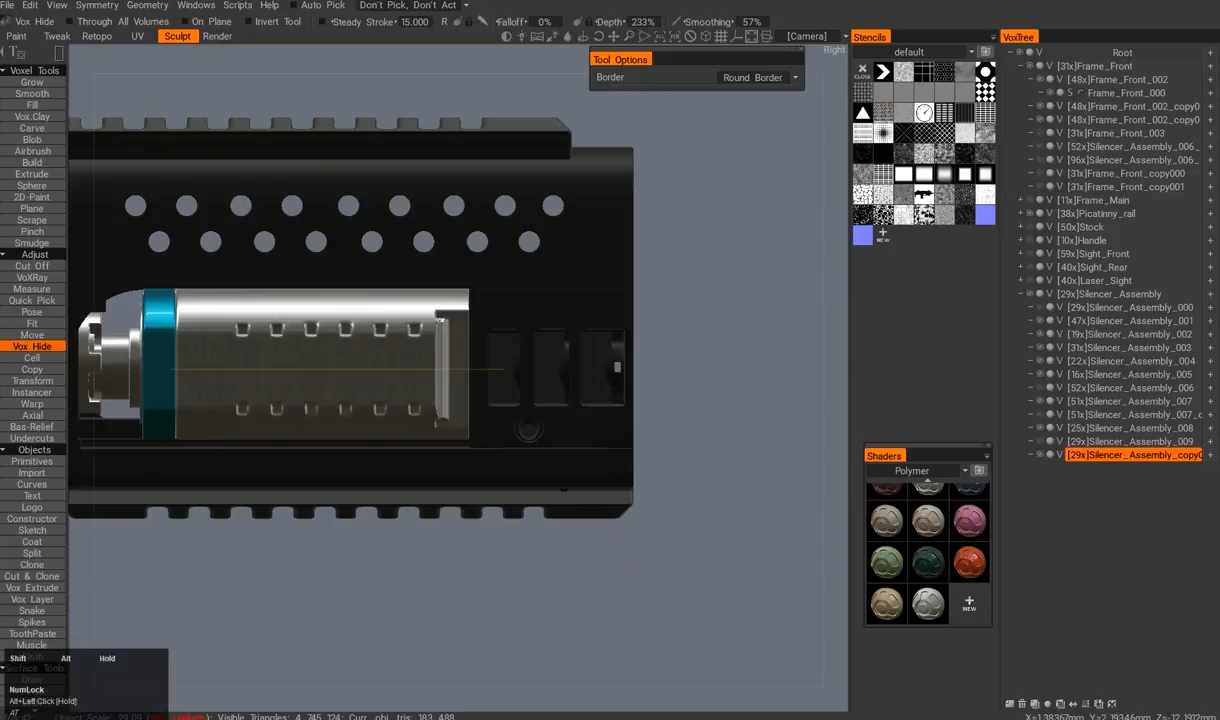 File Edit View Symmetry Geometry Windows Scripts Help Auto Pick Don't Pick, Don't Act
Vox Hide Through All Volumes On Plane Invert Tool Steady Stroke 15.000 R Falloff 0% Depth: 233% Smoothing: 57%
Paint Tweak Retopo UV Sculpt Render [Camera]
Right
Tool Options
Border Round Border
Voxel Tools
Grow
Smooth
Fill
Vox.Clay
Carve
Blob
Airbrush
Build
Extrude
Sphere
2D-Paint
Plane
Scrape
Pinch
Smudge
Adjust
Cut Off
VoXRay
Measure
Quick Pick
Pose
Fit
Move
Vox Hide
Cell
Copy
Transform
Instancer
Warp
Axial
Bas-Relief
Undercuts
Objects
Primitives
Import
Curves
Text
Logo
Constructor
Sketch
Coat
Split
Clone
Cut & Clone
Vox Extrude
Vox Layer
Snake
Spikes
ToothPaste
Muscle
Shift Alt Hold
NumLock
Alt+Left Click [Hold]
Stencils
default
CLOSE
NEW
Shaders
Polymer
NEW
VoxTree
V Root
V [31x]Frame_Front
V [48x]Frame_Front_002
S Frame_Front_000
V [48x]Frame_Front_002_copy0
V [48x]Frame_Front_002_copy0
V [31x]Frame_Front_003
V [52x]Silencer_Assembly_006_
V [96x]Silencer_Assembly_006_
V [31x]Frame_Front_copy000
V [31x]Frame_Front_copy001
V [11x]Frame_Main
V [38x]Picatinny_rail
V [50x]Stock
V [10x]Handle
V [59x]Sight_Front
V [40x]Sight_Rear
V [40x]Laser_Sight
V [29x]Silencer_Assembly
V [29x]Silencer_Assembly_000
V [47x]Silencer_Assembly_001
V [19x]Silencer_Assembly_002
V [31x]Silencer_Assembly_003
V [22x]Silencer_Assembly_004
V [16x]Silencer_Assembly_005
V [52x]Silencer_Assembly_006
V [51x]Silencer_Assembly_007
V [51x]Silencer_Assembly_007_c
V [25x]Silencer_Assembly_008
V [29x]Silencer_Assembly_009
V [29x]Silencer_Assembly_copy0